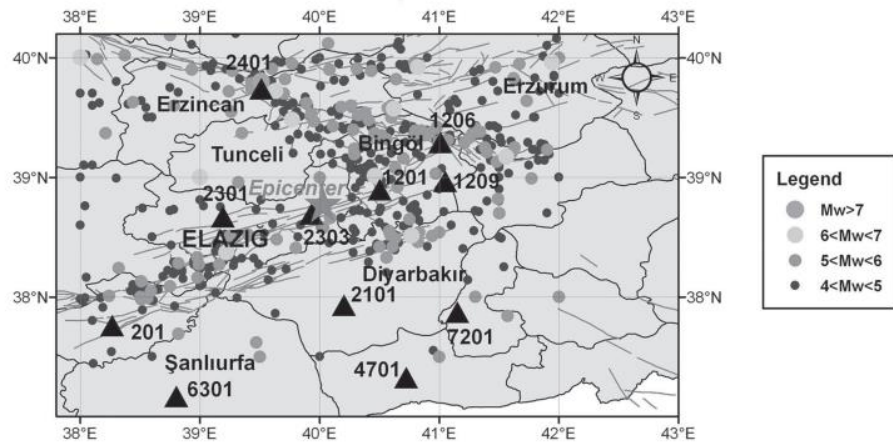 38°E 39°E 40°E 41°E 42°E 43°E
40°N 40°N
N
W E
S
2401
Erzincan
Erzurum
1206
Bingöl
Tunceli
39°N 39°N
Epicenter
1201
1209
2301
ELAZIG
2303
Diyarbakır
38°N 38°N
2101
201
7201
Şanlıurfa
4701
6301
38°E 39°E 40°E 41°E 42°E 43°E
Legend
Mw>7
6<Mw<7
5<Mw<6
4<Mw<5